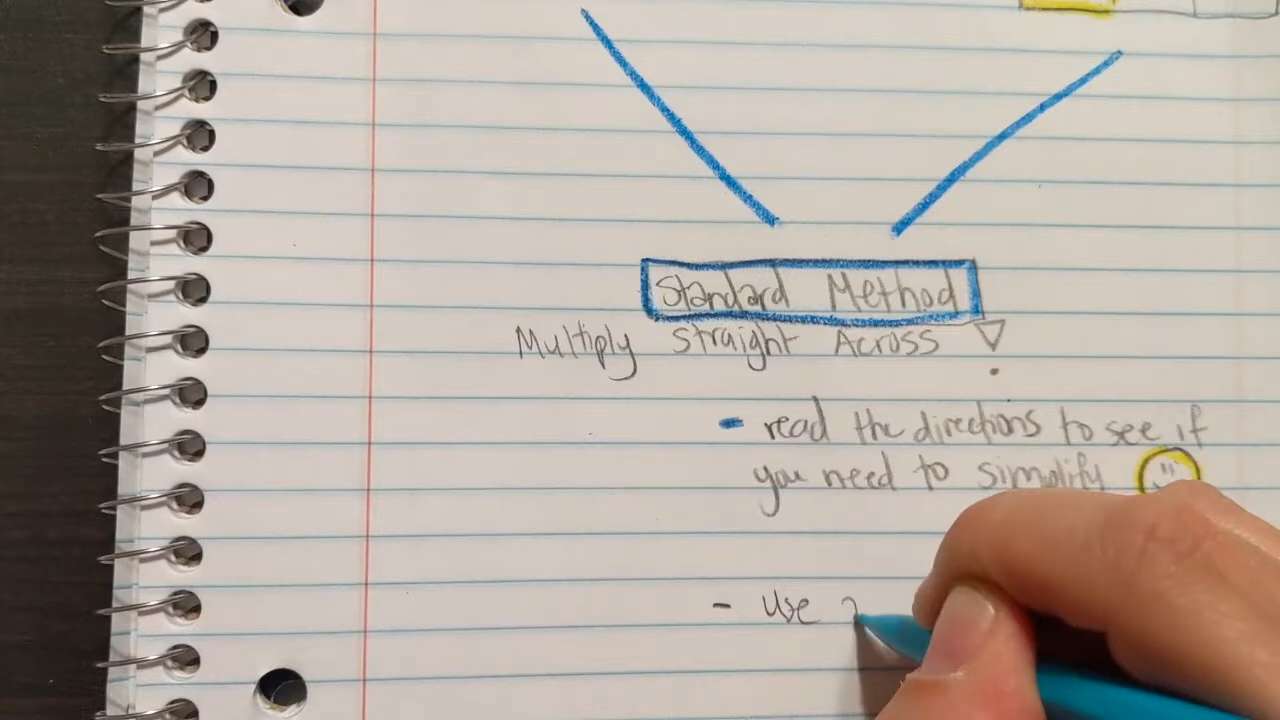 Standard Method
Multiply Straight Across
- read the directions to see if
you need to simplify
- Use